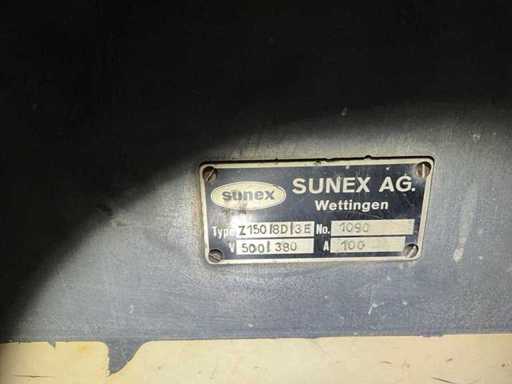 sunex
SUNEX AG.
Wettingen
Type Z150/8D/3E No. 1090
V 500/380 A 100